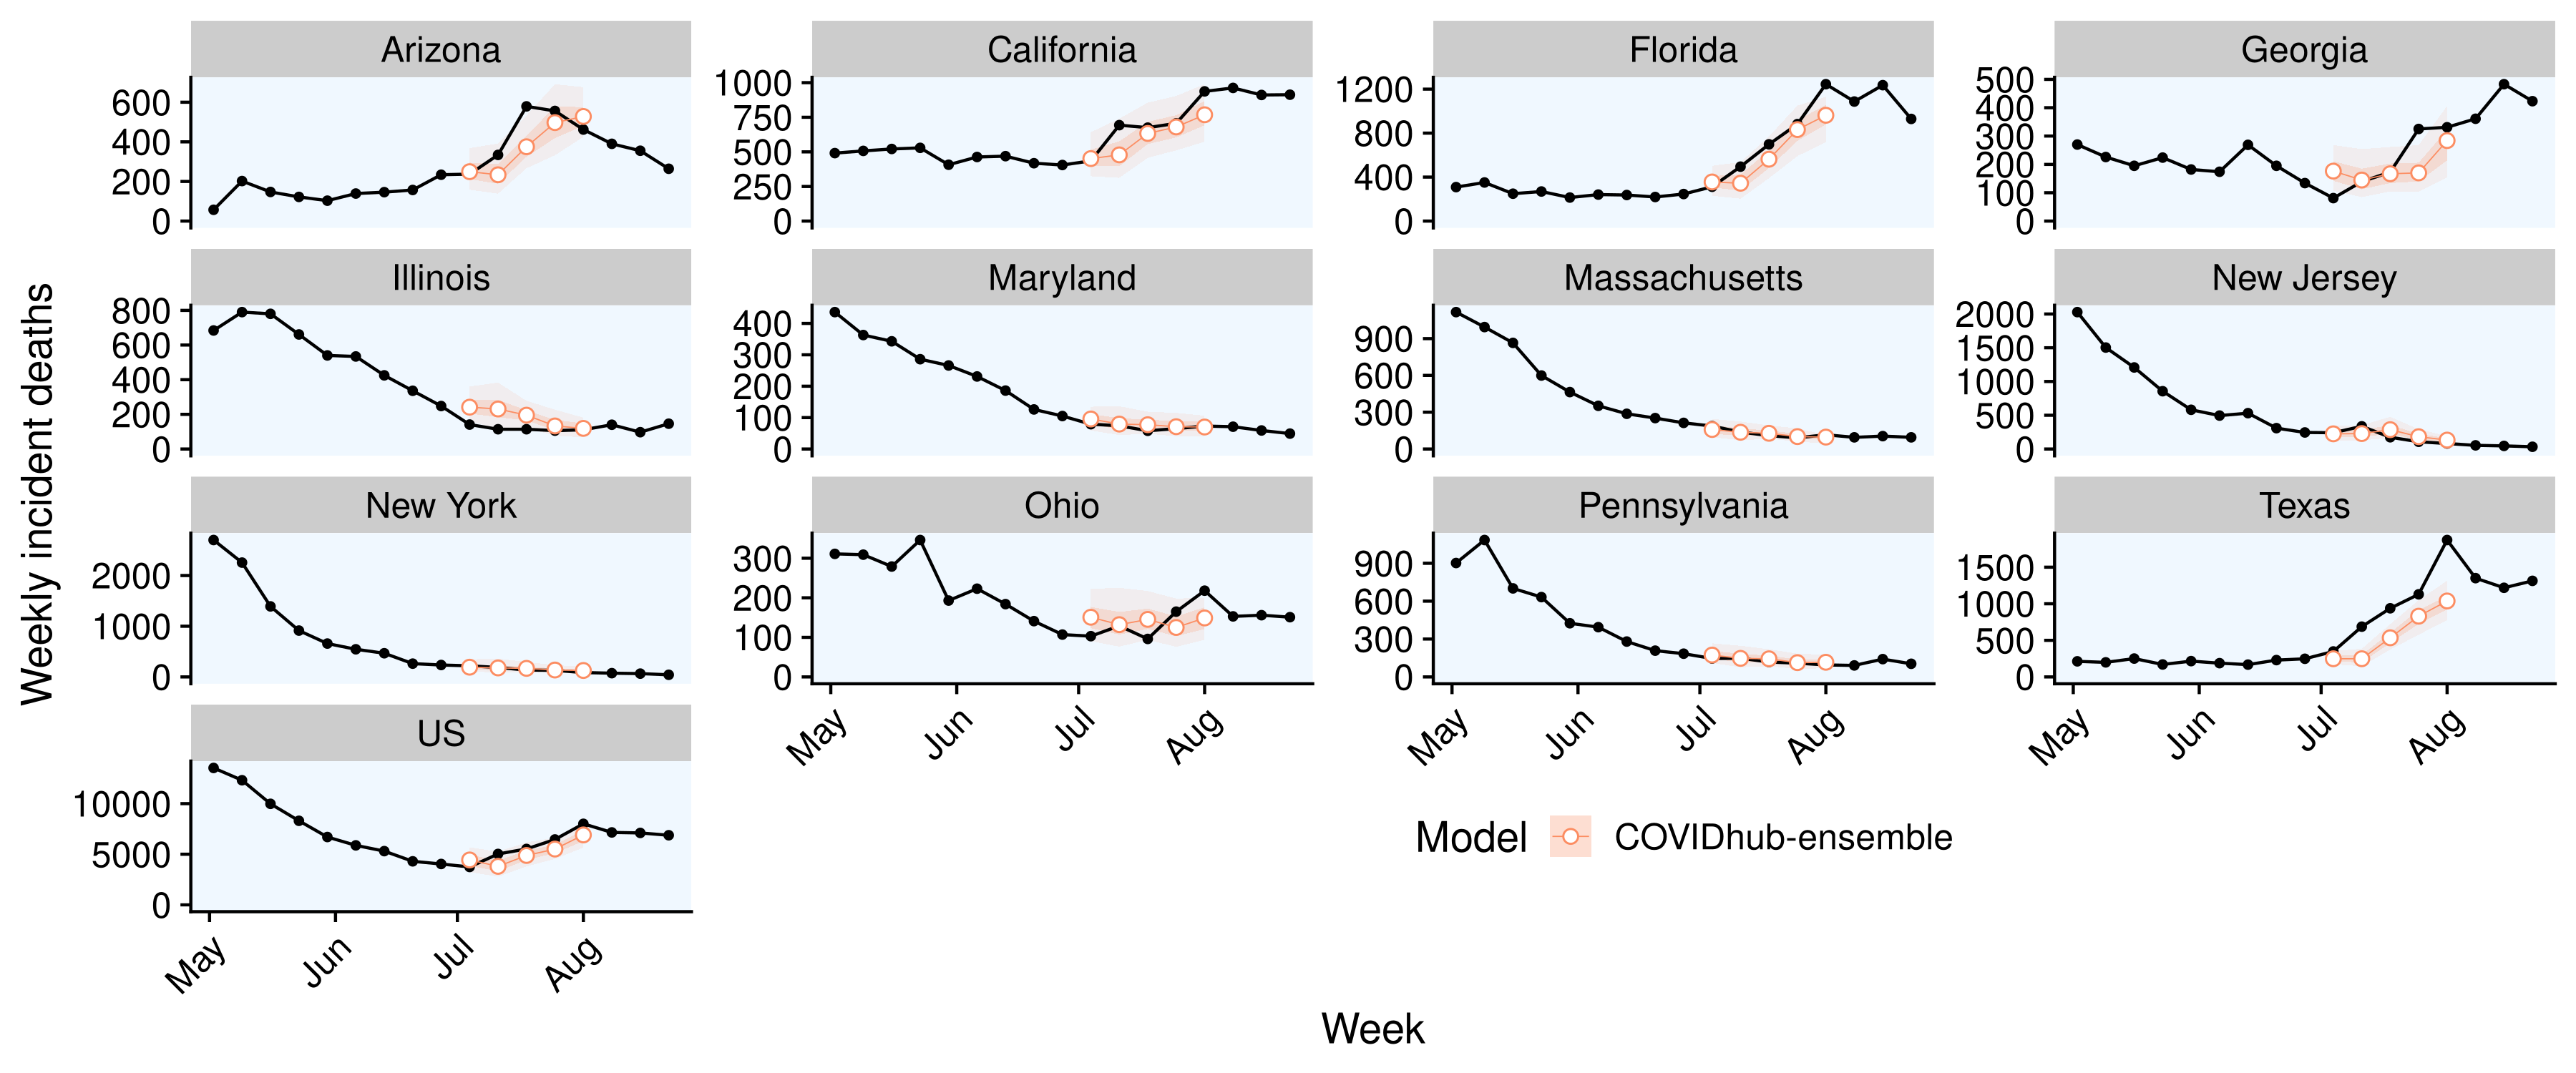 Arizona California Florida Georgia
600 400 200 0
1000 750 500 250 0
1200 800 400 0
500 400 300 200 100 0
Illinois Maryland Massachusetts New Jersey
800 600 400 200 0
400 300 200 100 0
900 600 300 0
2000 1500 1000 500 0
New York Ohio Pennsylvania Texas
2000 1000 0
300 200 100 0
900 600 300 0
1500 1000 500 0
May Jun Jul Aug
May Jun Jul Aug
May Jun Jul Aug
US
10000 5000 0
May Jun Jul Aug
Weekly incident deaths
Week
Model COVIDhub-ensemble